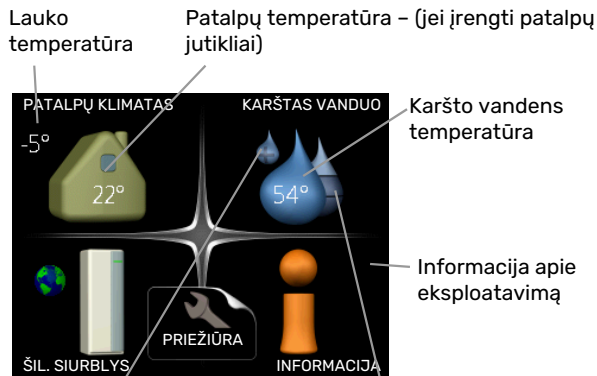 Lauko
temperatūra
Patalpų temperatūra – (jei įrengti patalpų
jutikliai)
PATALPŲ KLIMATAS
KARŠTAS VANDUO
Karšto vandens
temperatūra
-5°
22°
54°
Informacija apie
eksploatavimą
PRIEŽIŪRA
ŠIL. SIURBLYS
INFORMACIJA